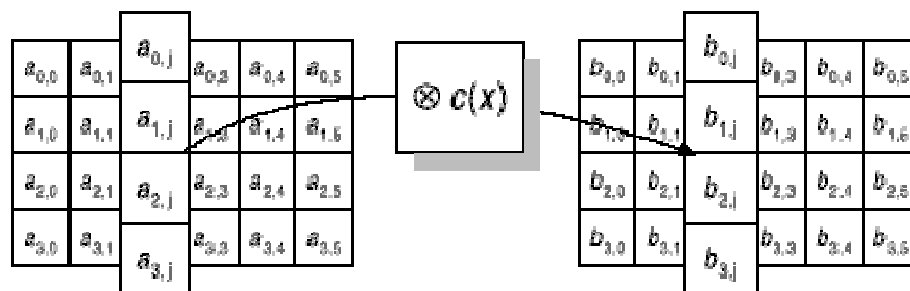 a0,j b0,j
a0,0 a0,1 a0,3 a0,4 a0,5 ⊗ c(x) b0,0 b0,1 b0,3 b0,4 b0,5
a1,0 a1,1 a1,j a1,4 a1,5 b1,1 b1,j b1,3 b1,4 b1,5
a2,0 a2,1 a2,j a2,3 a2,4 a2,5 b2,0 b2,1 b2,j b2,3 b2,4 b2,5
a3,0 a3,1 a3,j a3,3 a3,4 a3,5 b3,0 b3,1 b3,j b3,3 b3,4 b3,5